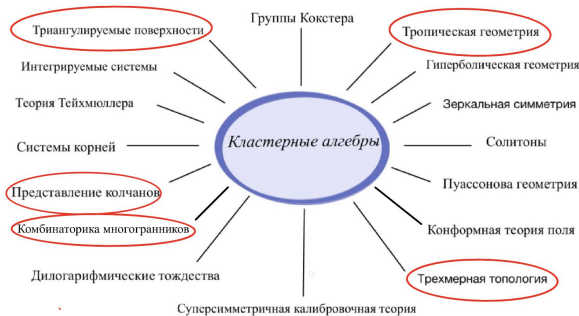 Группы Кокстера
Триангулируемые поверхности
Тропическая геометрия
Интегрируемые системы
Гиперболическая геометрия
Теория Тейхмюллера
Зеркальная симметрия
Кластерные алгебры
Системы корней
Солитоны
Представление колчанов
Пуассонова геометрия
Комбинаторика многогранников
Конформная теория поля
Дилогарифмические тождества
Трехмерная топология
Суперсимметричная калибровочная теория